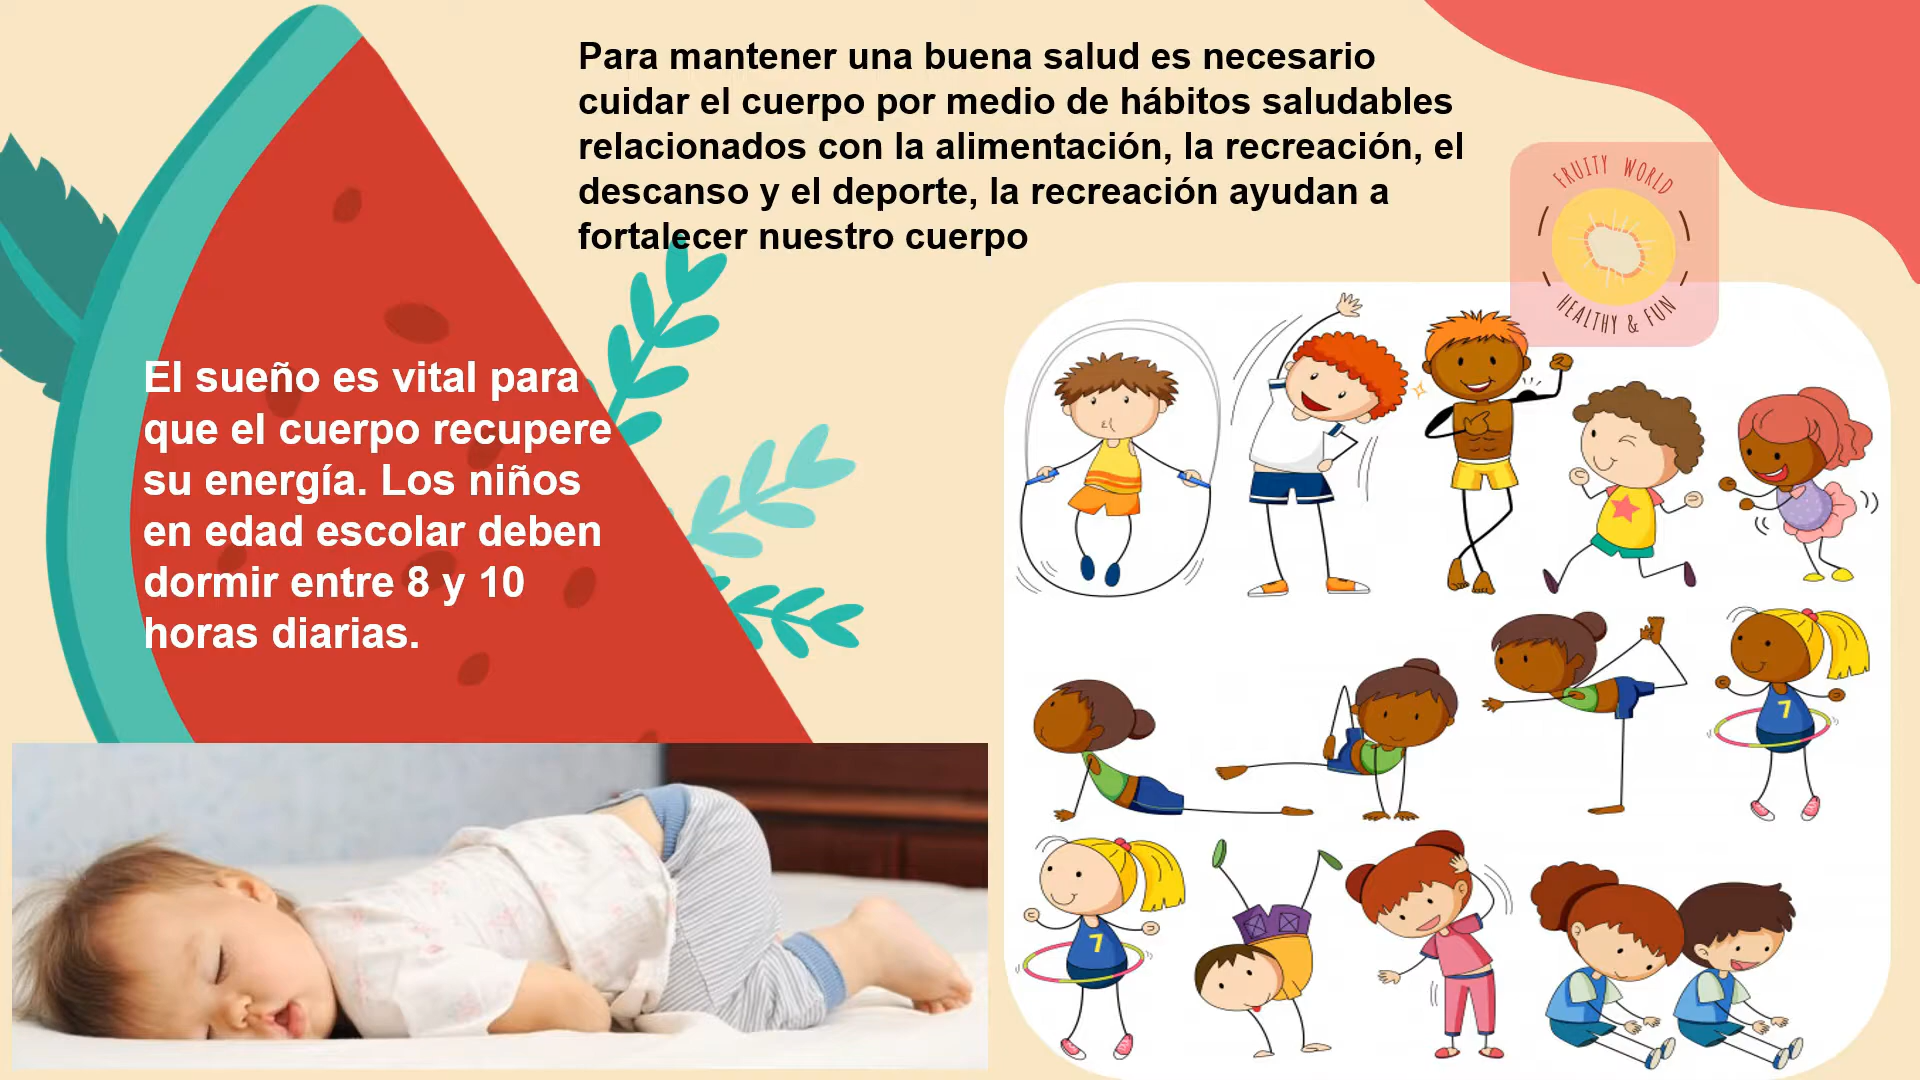 Para mantener una buena salud es necesario
cuidar el cuerpo por medio de hábitos saludables
relacionados con la alimentación, la recreación, el
descanso y el deporte, la recreación ayudan a
fortalecer nuestro cuerpo
FRUITY WORLD
HEALTHY & FUN
El sueño es vital para
que el cuerpo recupere
su energía. Los niños
en edad escolar deben
dormir entre 8 y 10
horas diarias.
7
7